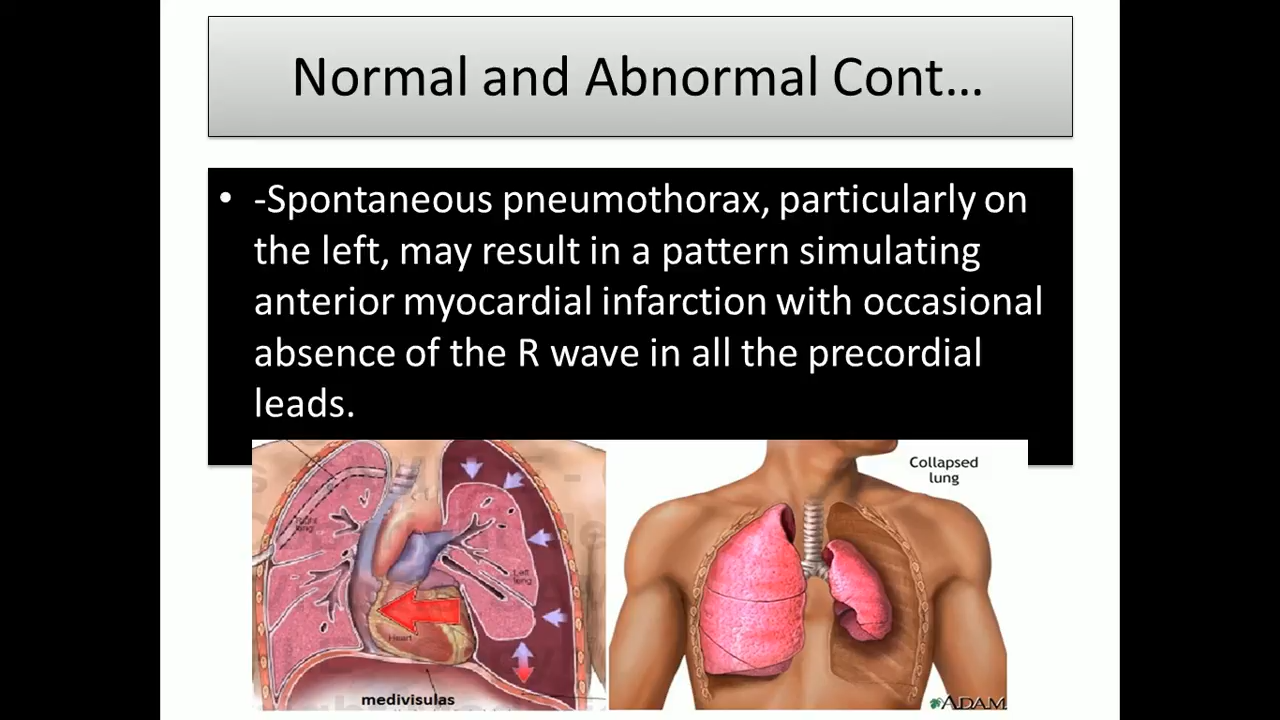 Normal and Abnormal Cont...
• -Spontaneous pneumothorax, particularly on
the left, may result in a pattern simulating
anterior myocardial infarction with occasional
absence of the R wave in all the precordial
leads.
Right
lung
Left
lung
Heart
medivisulas
Collapsed
lung
ADAM